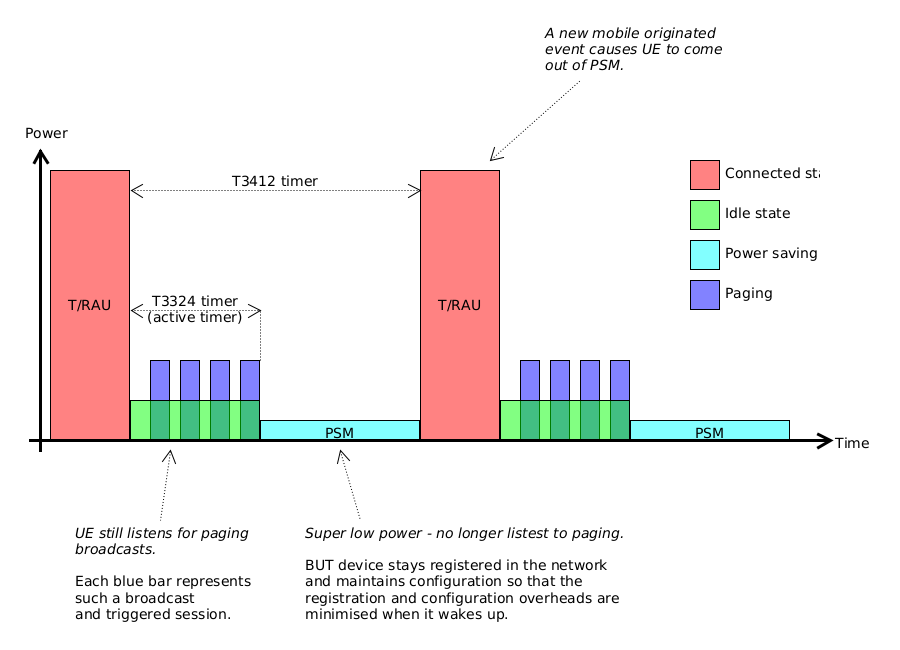 A new mobile originated
event causes UE to come
out of PSM.
Power
T3412 timer
Connected sta
Idle state
Power saving
Paging
T/RAU
T3324 timer
(active timer)
T/RAU
PSM
PSM
Time
UE still listens for paging
broadcasts.
Each blue bar represents
such a broadcast
and triggered session.
Super low power - no longer listest to paging.
BUT device stays registered in the network
and maintains configuration so that the
registration and configuration overheads are
minimised when it wakes up.